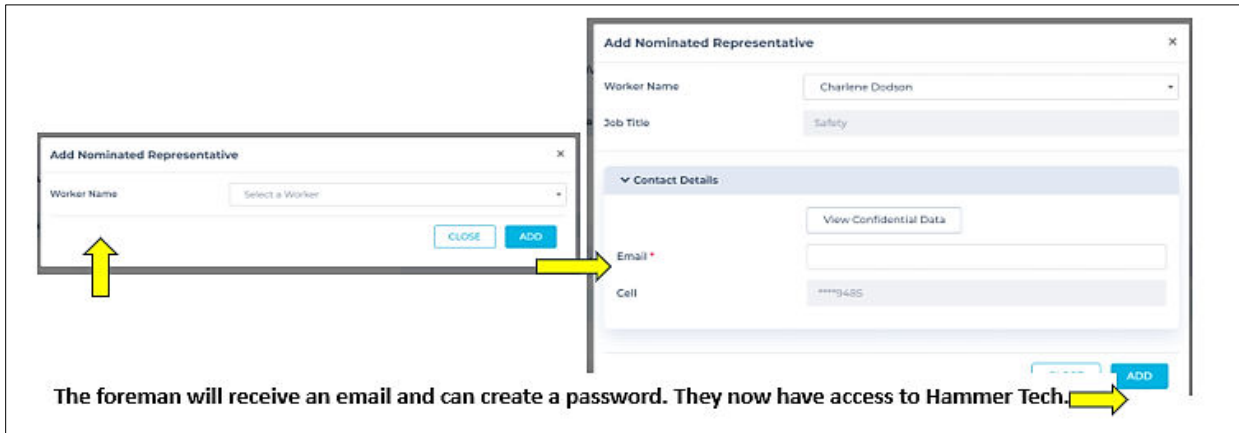 Add Nominated Representative ×
Worker Name Select a Worker
CLOSE ADD
Add Nominated Representative ×
Worker Name Charlene Dodson
Job Title Safety
Contact Details
View Confidential Data
Email *
Cell ****9485
ADD
The foreman will receive an email and can create a password. They now have access to Hammer Tech.